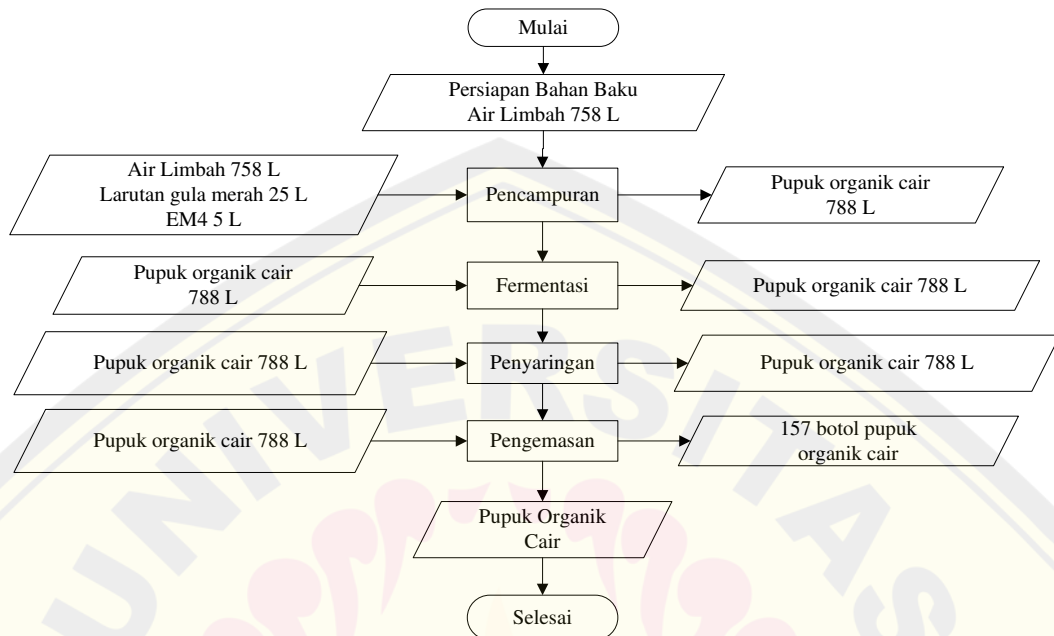 Mulai
Persiapan Bahan Baku
Air Limbah 758 L
Air Limbah 758 L
Larutan gula merah 25 L
EM4 5 L
Pencampuran
Pupuk organik cair
788 L
Pupuk organik cair
788 L
Fermentasi
Pupuk organik cair 788 L
Pupuk organik cair 788 L
Penyaringan
Pupuk organik cair 788 L
Pupuk organik cair 788 L
Pengemasan
157 botol pupuk
organik cair
Pupuk Organik
Cair
Selesai
UNIVERSITAS